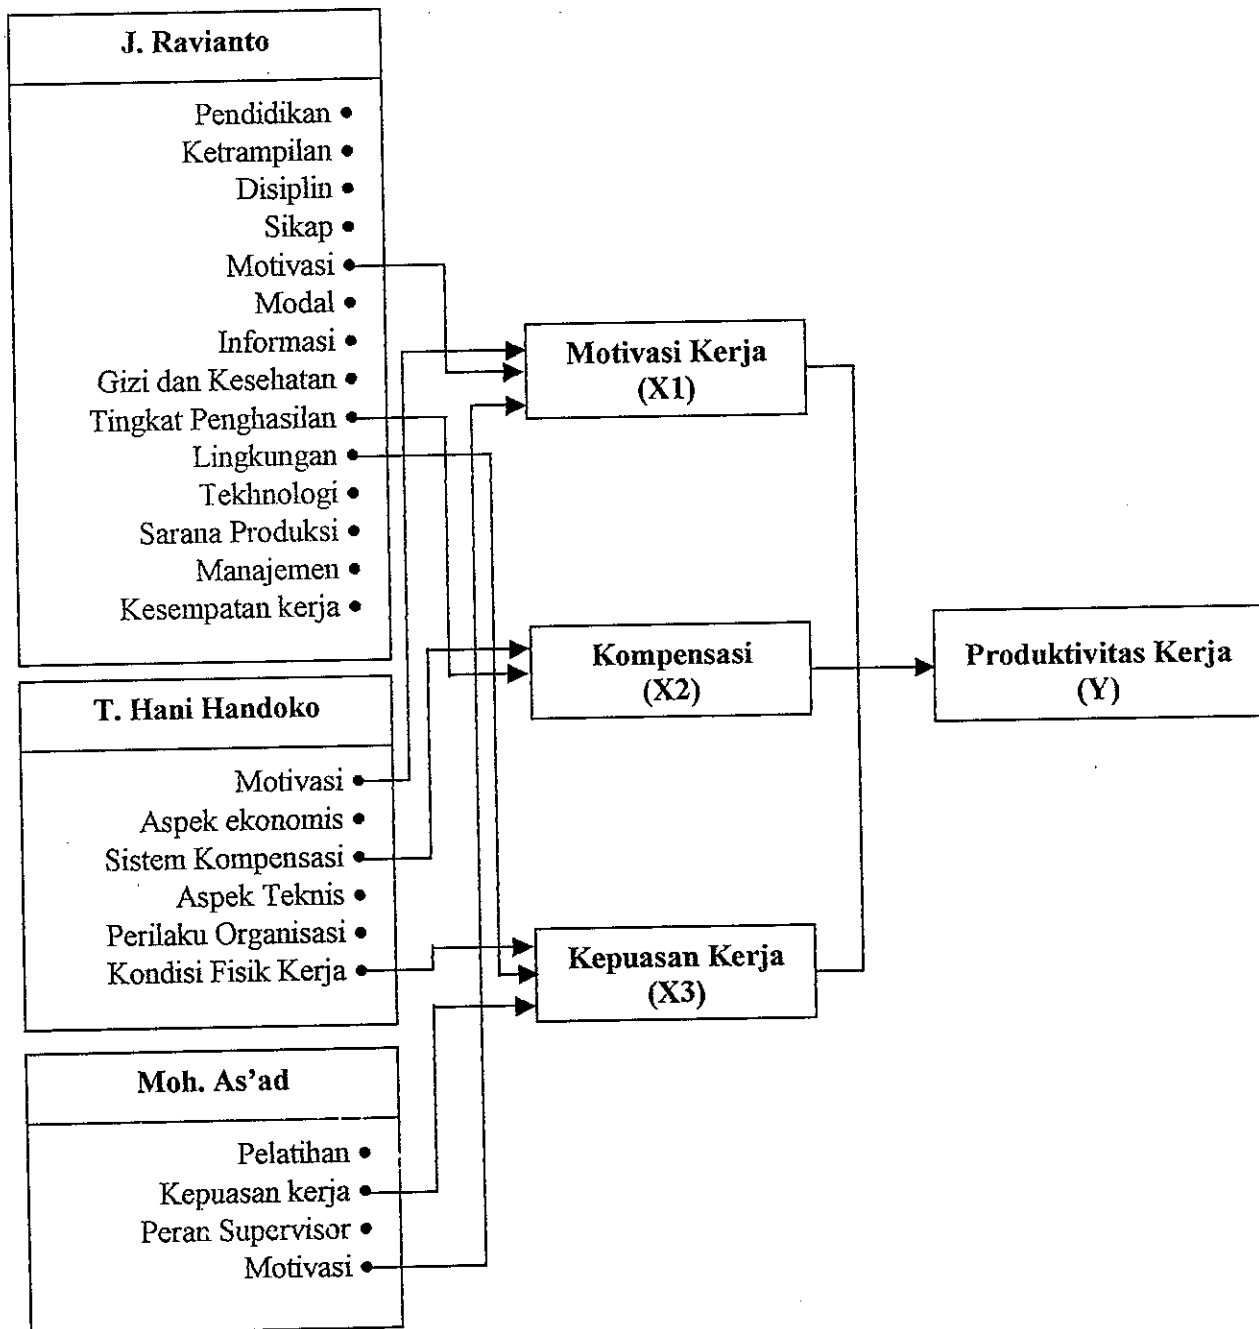 J. Ravianto
Pendidikan •
Ketrampilan •
Disiplin •
Sikap •
Motivasi •
Modal •
Informasi •
Gizi dan Kesehatan •
Tingkat Penghasilan •
Lingkungan •
Tekhnologi •
Sarana Produksi •
Manajemen •
Kesempatan kerja •
T. Hani Handoko
Motivasi •
Aspek ekonomis •
Sistem Kompensasi •
Aspek Teknis •
Perilaku Organisasi •
Kondisi Fisik Kerja •
Moh. As’ad
Pelatihan •
Kepuasan kerja •
Peran Supervisor •
Motivasi •
Motivasi Kerja
(X1)
Kompensasi
(X2)
Kepuasan Kerja
(X3)
Produktivitas Kerja
(Y)